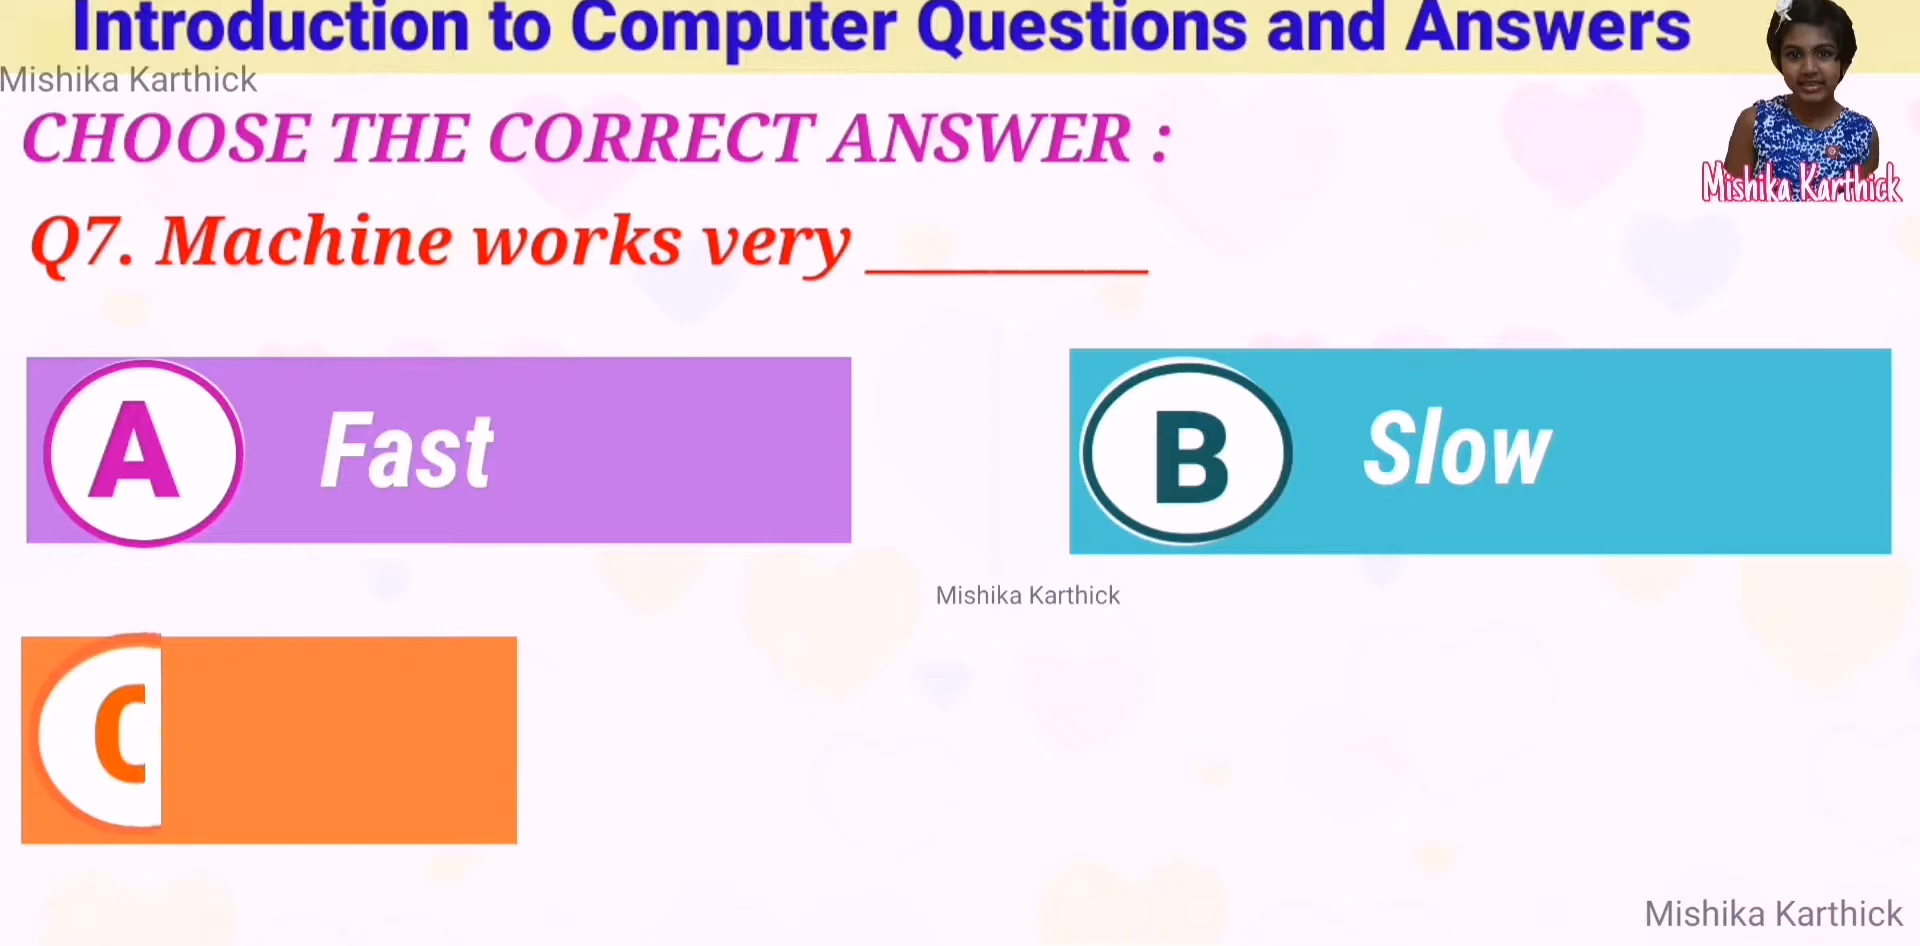 Introduction to Computer Questions and Answers
Mishika Karthick
CHOOSE THE CORRECT ANSWER :
Mishika Karthick
Q7. Machine works very __________
A Fast
B Slow
Mishika Karthick
C
Mishika Karthick